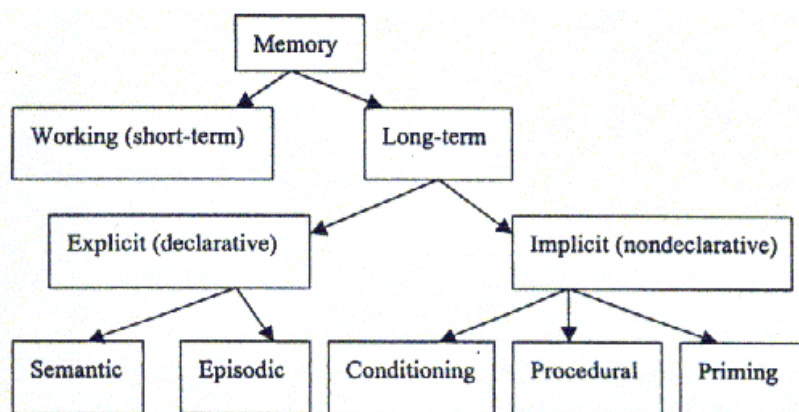 Memory
Working (short-term)
Long-term
Explicit (declarative)
Implicit (nondeclarative)
Semantic
Episodic
Conditioning
Procedural
Priming